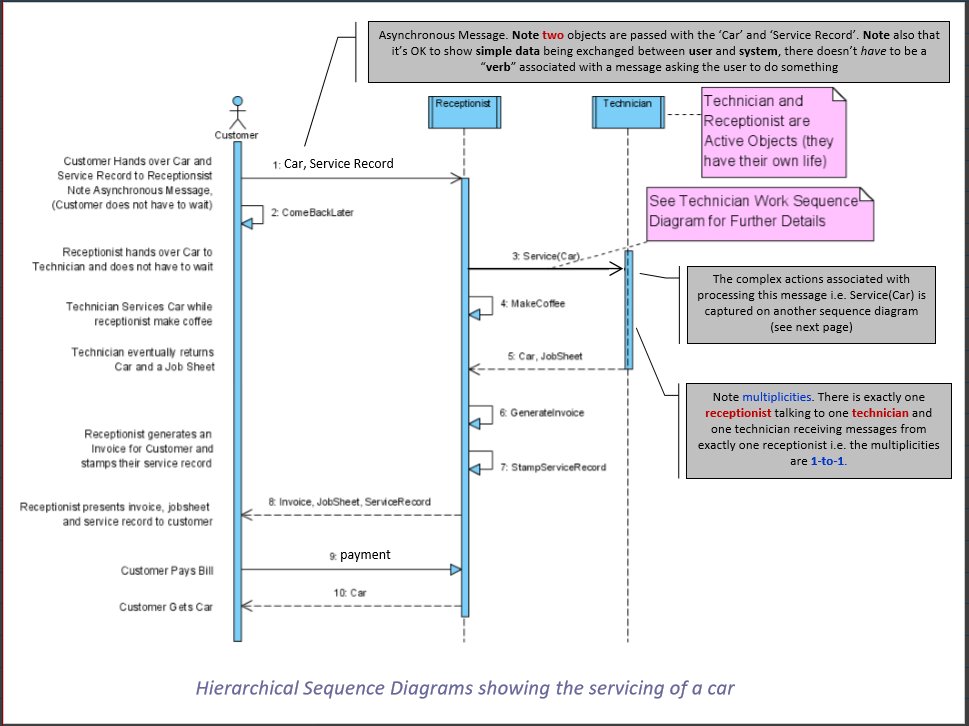 Asynchronous Message. Note two objects are passed with the ‘Car’ and ‘Service Record’. Note also that
it’s OK to show simple data being exchanged between user and system, there doesn’t have to be a
“verb” associated with a message asking the user to do something
Receptionist
Technician
Technician and
Receptionist are
Active Objects (they
have their own life)
Customer
Customer Hands over Car and
Service Record to Receptionsist
Note Asynchronous Message,
(Customer does not have to wait)
1: Car, Service Record
2: ComeBackLater
See Technician Work Sequence
Diagram for Further Details
Receptionist hands over Car to
Technician and does not have to wait
3: Service(Car)
The complex actions associated with
processing this message i.e. Service(Car) is
captured on another sequence diagram
(see next page)
Technician Services Car while
receptionist make coffee
4: MakeCoffee
Technician eventually returns
Car and a Job Sheet
5: Car, JobSheet
Note multiplicities. There is exactly one
receptionist talking to one technician and
one technician receiving messages from
exactly one receptionist i.e. the multiplicities
are 1-to-1.
6: GenerateInvoice
Receptionist generates an
Invoice for Customer and
stamps their service record
7: StampServiceRecord
Receptionist presents invoice, jobsheet
and service record to customer
8: Invoice, JobSheet, ServiceRecord
9: payment
Customer Pays Bill
10: Car
Customer Gets Car
Hierarchical Sequence Diagrams showing the servicing of a car